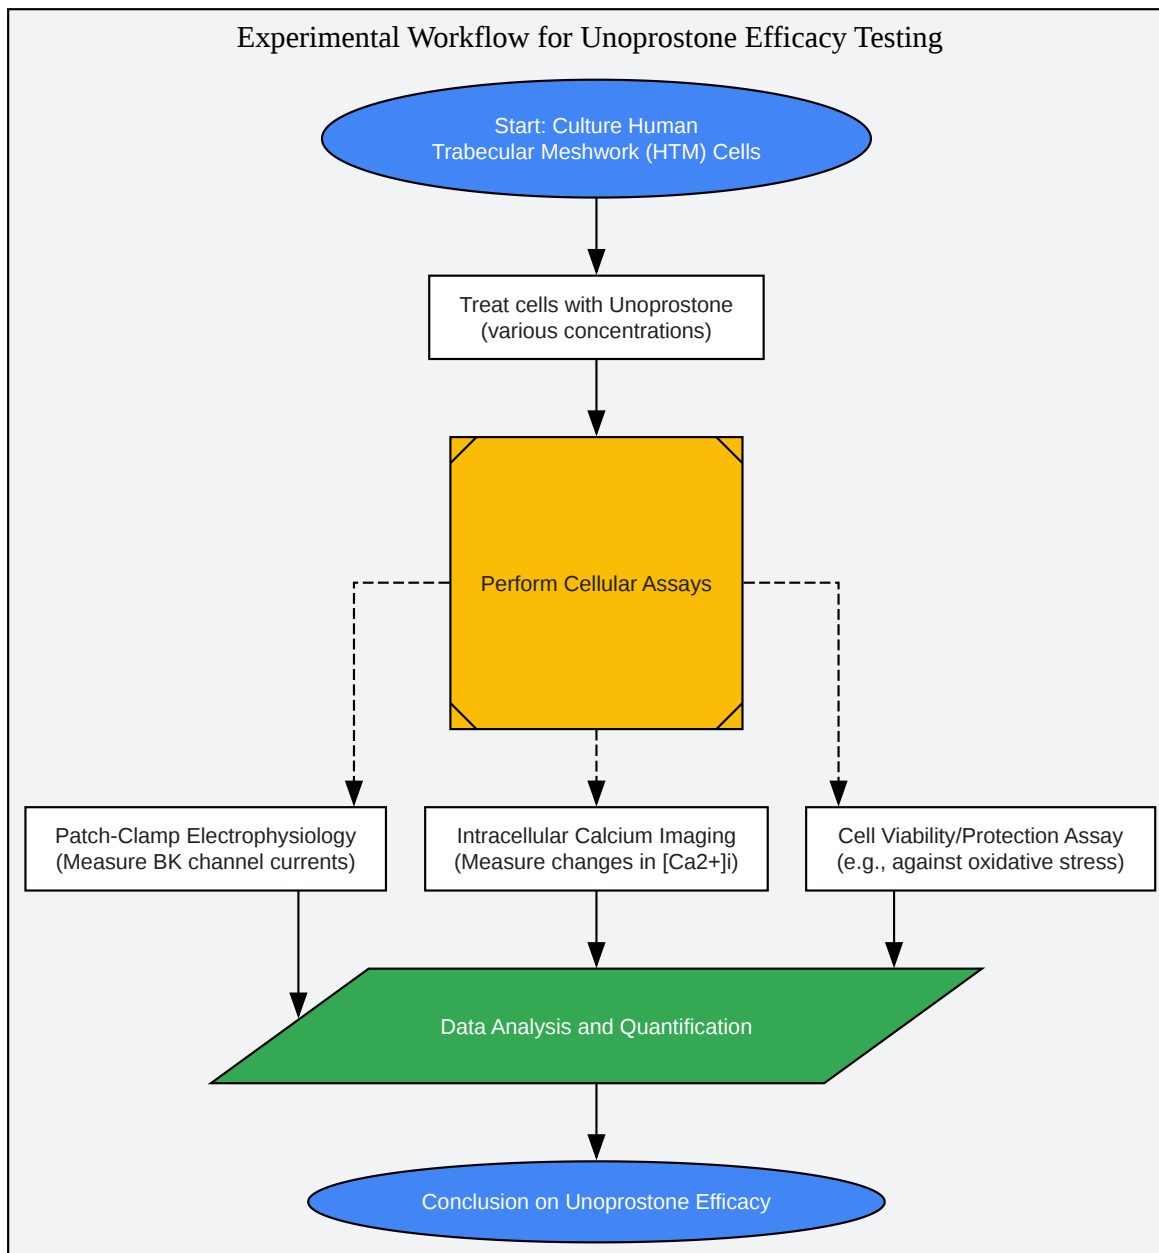 Experimental Workflow for Unoprostone Efficacy Testing
Start: Culture Human
Trabecular Meshwork (HTM) Cells
Treat cells with Unoprostone
(various concentrations)
Perform Cellular Assays
Patch-Clamp Electrophysiology
(Measure BK channel currents)
Intracellular Calcium Imaging
(Measure changes in [Ca2+]i)
Cell Viability/Protection Assay
(e.g., against oxidative stress)
Data Analysis and Quantification
Conclusion on Unoprostone Efficacy